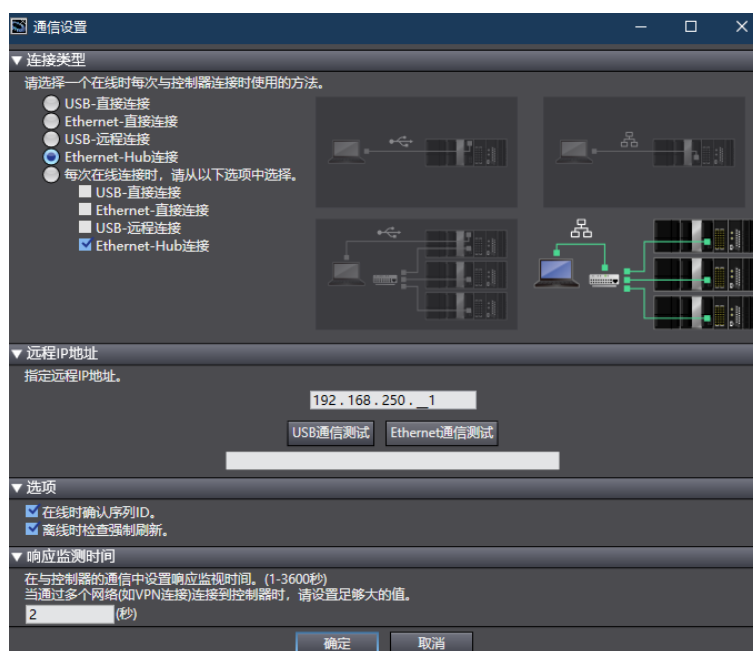 通信设置
▼连接类型
请选择一个在线时每次与控制器连接时使用的方法。
USB-直接连接
Ethernet-直接连接
USB-远程连接
Ethernet-Hub连接
每次在线连接时，请从以下选项中选择。
USB-直接连接
Ethernet-直接连接
USB-远程连接
Ethernet-Hub连接
▼远程IP地址
指定远程IP地址。
192.168.250.__1
USB通信测试 Ethernet通信测试
▼选项
在线时确认序列ID。
离线时检查强制刷新。
▼响应监测时间
在与控制器的通信中设置响应监视时间。(1-3600秒)
当通过多个网络(如VPN连接)连接到控制器时，请设置足够大的值。
2 (秒)
确定 取消